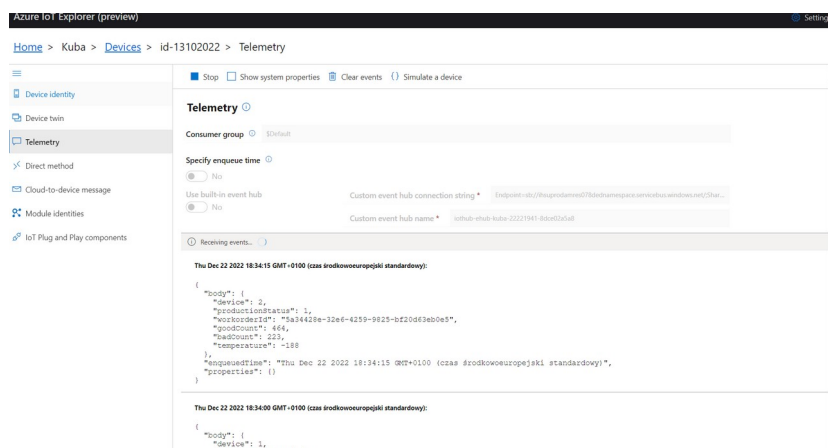 Azure IoT Explorer (preview)
Setting
Home > Kuba > Devices > id-13102022 > Telemetry
Stop Show system properties Clear events Simulate a device
Device identity
Device twin
Telemetry
Direct method
Cloud-to-device message
Module identities
IoT Plug and Play components
Telemetry
Consumer group $Default
Specify enqueue time
No
Use built-in event hub
No
Custom event hub connection string *
Custom event hub name *
Receiving events...
Thu Dec 22 2022 18:34:15 GMT+0100 (czas środkowoeuropejski standardowy):
{
"body": {
"device": 2,
"productionStatus": 1,
"workorderId": "5a34428e-32e6-4259-9825-bf20d63eb0e5",
"goodCount": 464,
"badCount": 223,
"temperature": -188
},
"enqueuedTime": "Thu Dec 22 2022 18:34:15 GMT+0100 (czas środkowoeuropejski standardowy)",
"properties": {}
}
Thu Dec 22 2022 18:34:00 GMT+0100 (czas środkowoeuropejski standardowy):
{
"body": {
"device": 1,